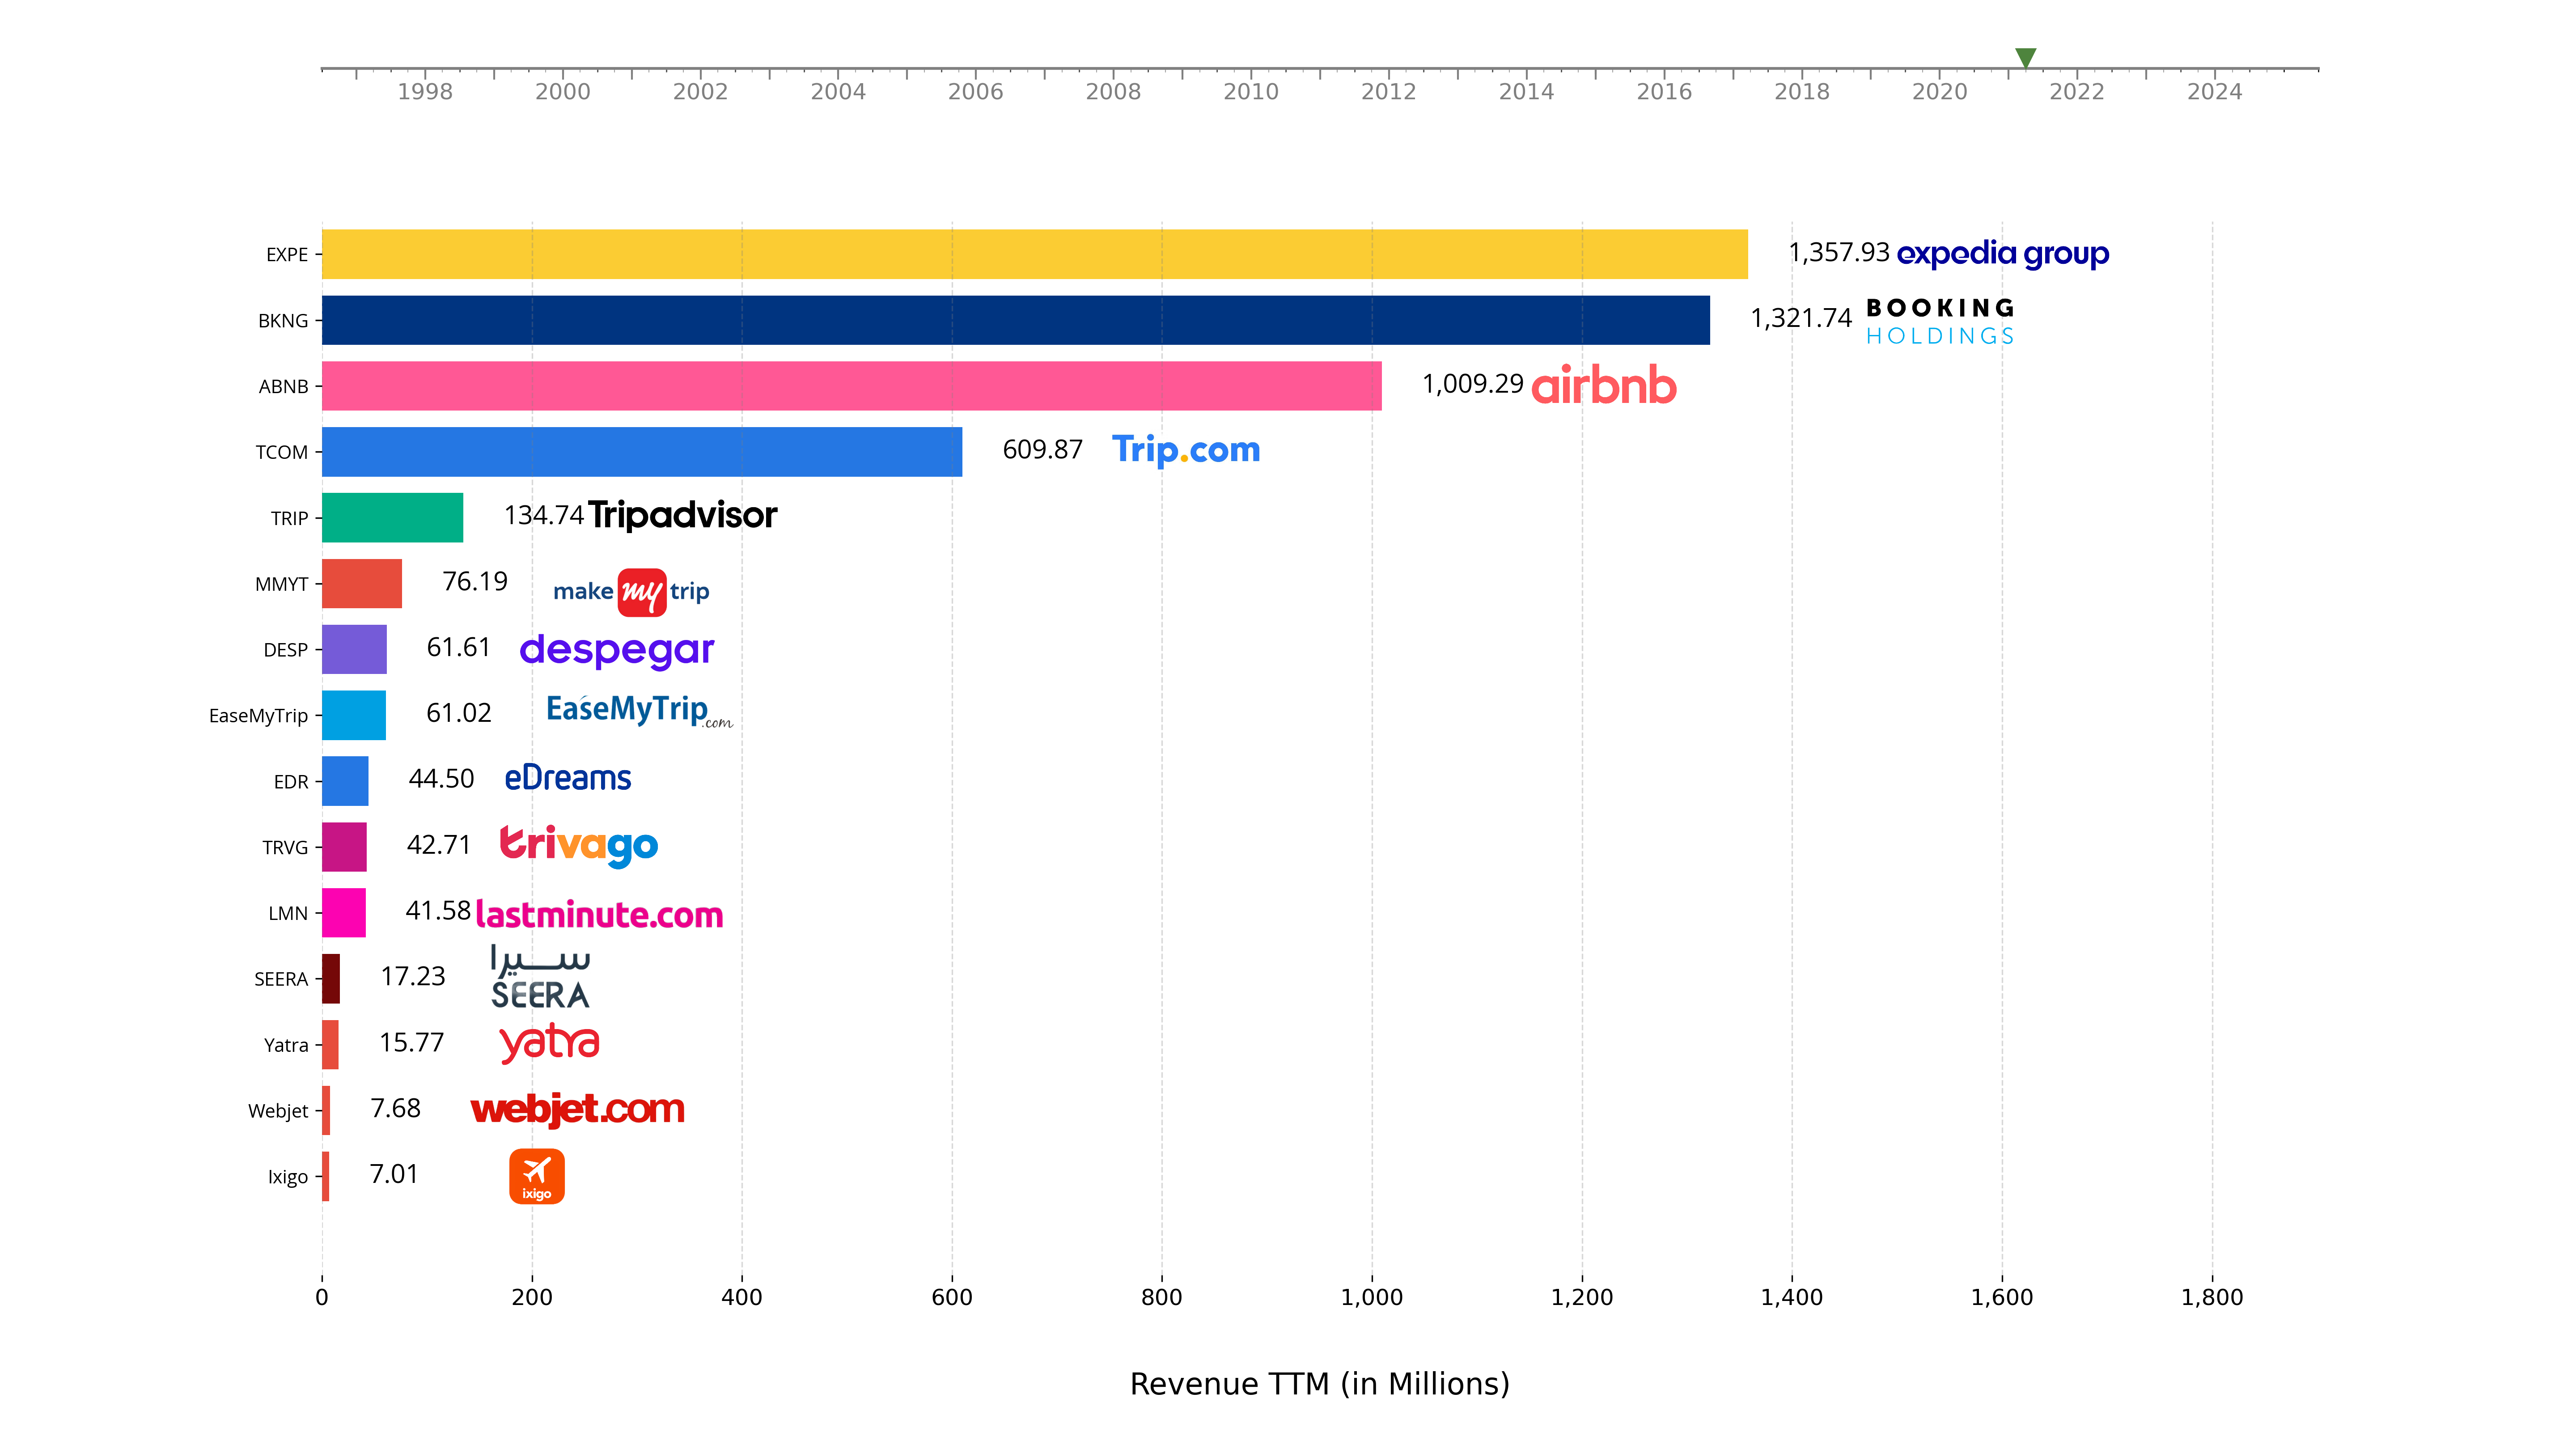 1998 2000 2002 2004 2006 2008 2010 2012 2014 2016 2018 2020 2022 2024
EXPE 1,357.93 expedia group
BKNG 1,321.74 BOOKING
HOLDINGS
ABNB 1,009.29 airbnb
TCOM 609.87 Trip.com
TRIP 134.74 Tripadvisor
MMYT 76.19 make my trip
DESP 61.61 despegar
EaseMyTrip 61.02 EaseMyTrip.com
EDR 44.50 eDreams
TRVG 42.71 trivago
LMN 41.58 lastminute.com
سيرا
SEERA 17.23 SEERA
Yatra 15.77 yatra
Webjet 7.68 webjet.com
Ixigo 7.01 ixigo
0 200 400 600 800 1,000 1,200 1,400 1,600 1,800
Revenue TTM (in Millions)